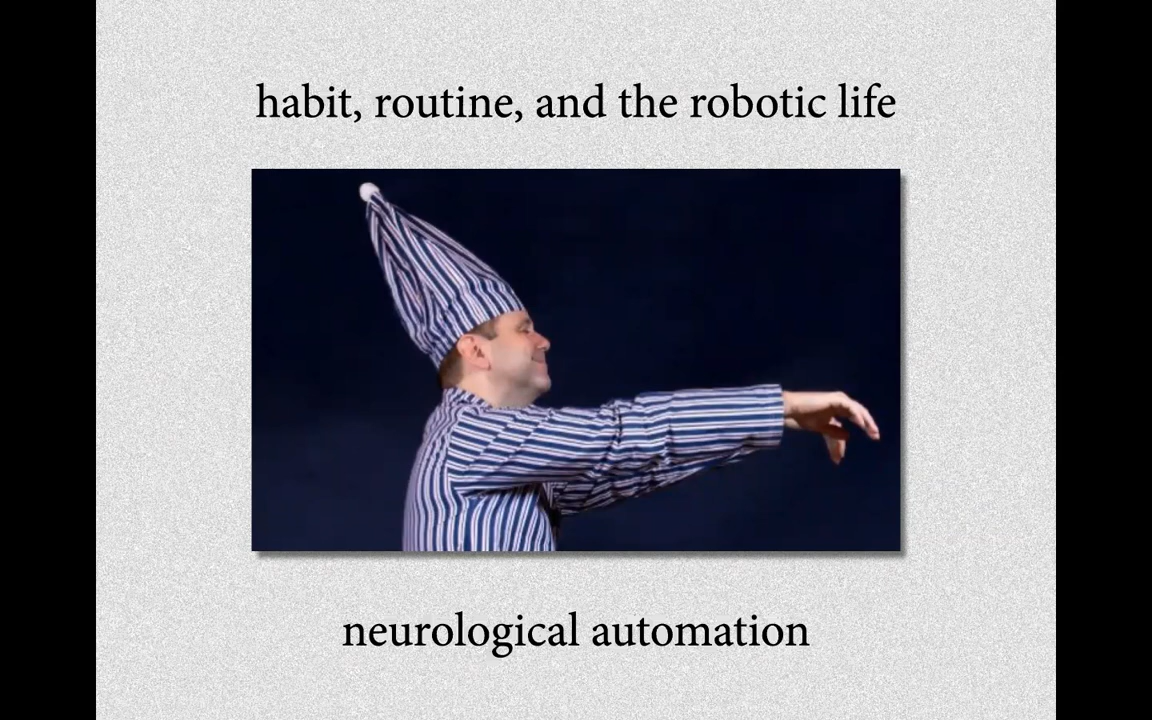 habit, routine, and the robotic life
neurological automation